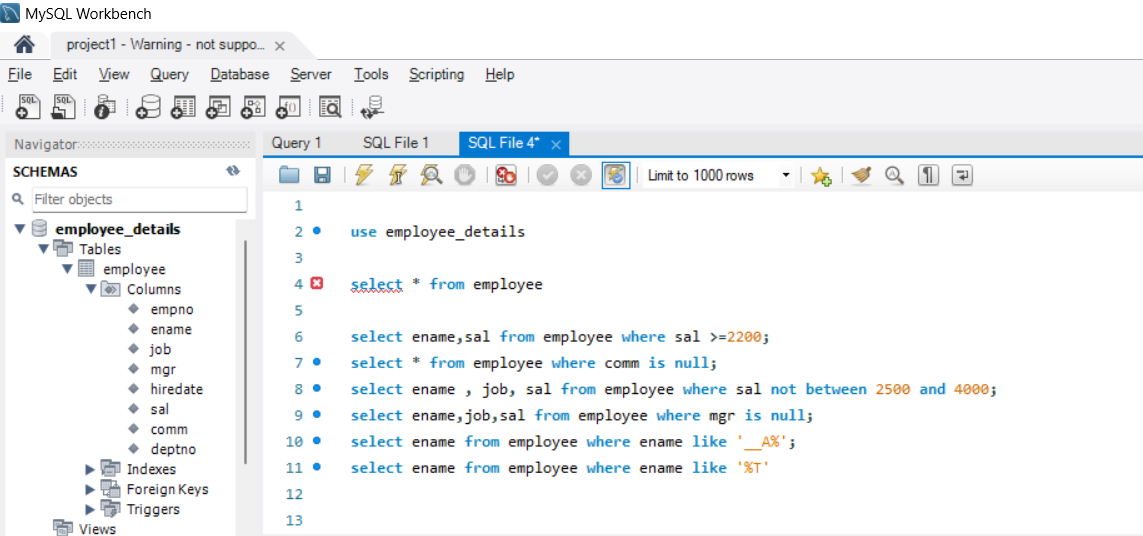 MySQL Workbench
project1 - Warning - not suppo...
File Edit View Query Database Server Tools Scripting Help
SQL SQL
Navigator
Query 1 SQL File 1 SQL File 4*
SCHEMAS
Limit to 1000 rows
Filter objects
employee_details
Tables
employee
Columns
empno
ename
job
mgr
hiredate
sal
comm
deptno
Indexes
Foreign Keys
Triggers
Views
1
2 use employee_details
3
4 select * from employee
5
6 select ename,sal from employee where sal >=2200;
7 select * from employee where comm is null;
8 select ename , job, sal from employee where sal not between 2500 and 4000;
9 select ename,job,sal from employee where mgr is null;
10 select ename from employee where ename like '__A%';
11 select ename from employee where ename like '%T'
12
13